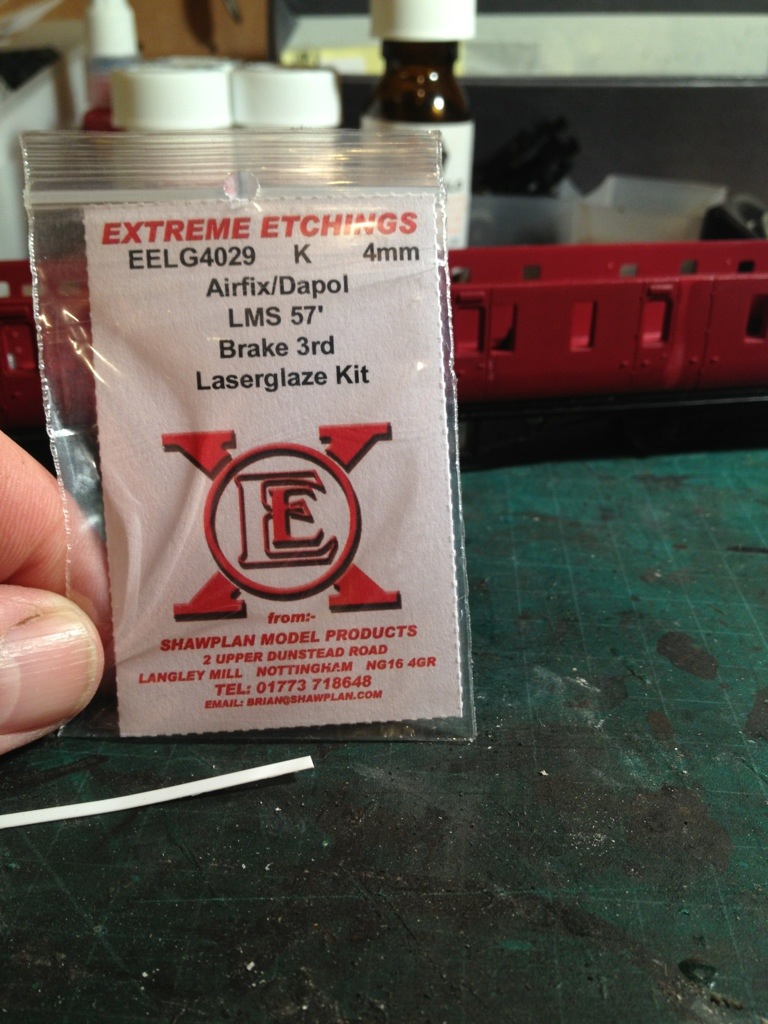 EXTREME ETCHINGS
EELG4029 K 4mm
Airfix/Dapol
LMS 57'
Brake 3rd
Laserglaze Kit
EE
from:-
SHAWPLAN MODEL PRODUCTS
2 UPPER DUNSTEAD ROAD
LANGLEY MILL NOTTINGHAM NG16 4GR
TEL: 01773 718648
EMAIL: BRIAN@SHAWPLAN.COM